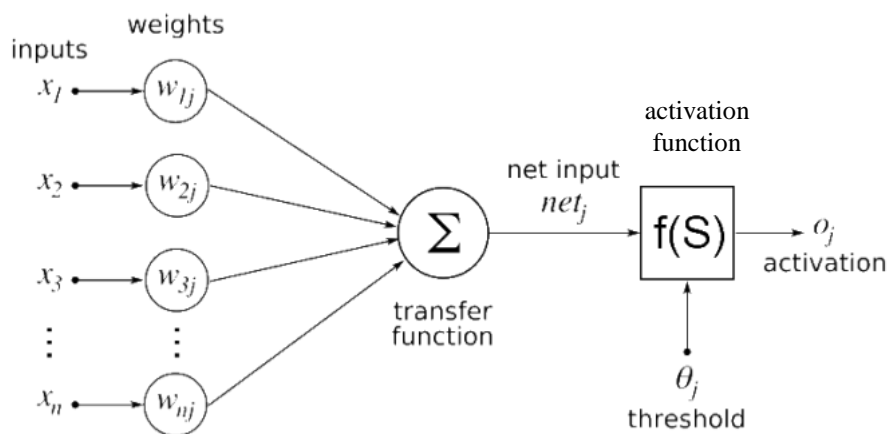 inputs
weights
x1
w1j
x2
w2j
x3
w3j
xn
wnj
Σ
transfer
function
net input
netj
activation
function
f(S)
oj
activation
θj
threshold